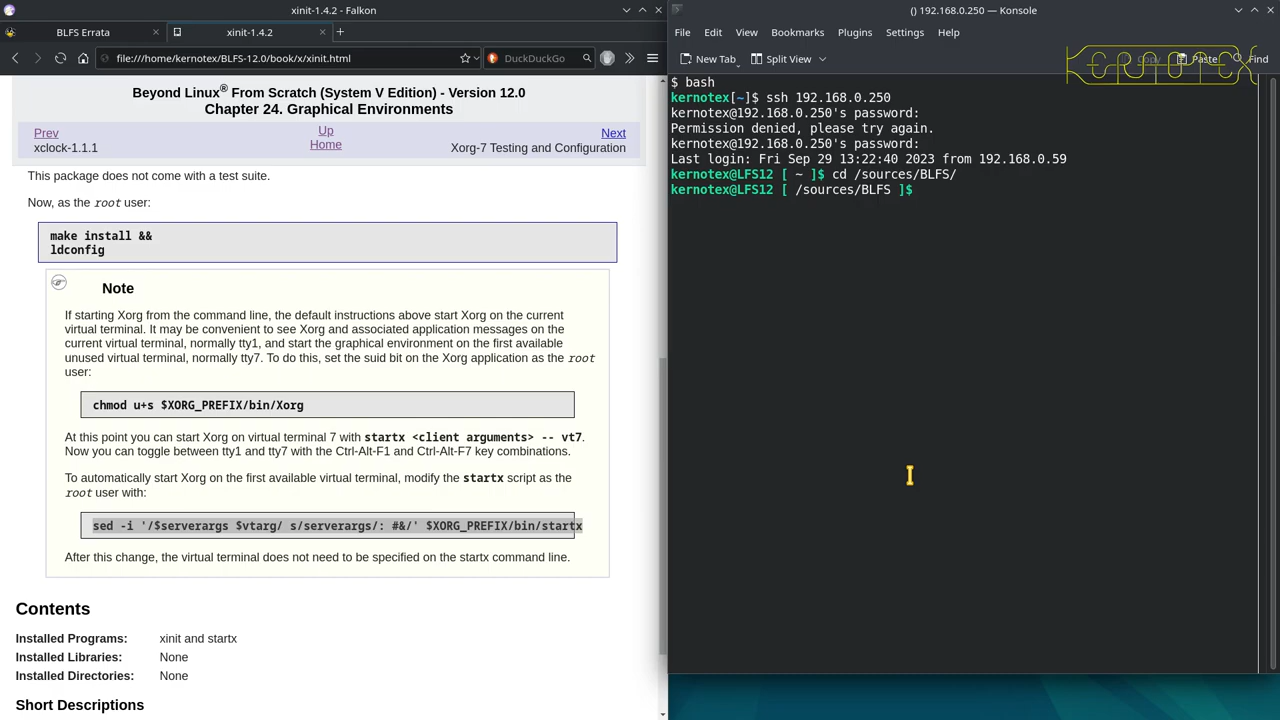 xinit-1.4.2 — Falkon
BLFS Errata
xinit-1.4.2
file:///home/kernotex/BLFS-12.0/book/x/xinit.html
DuckDuckGo
Beyond Linux® From Scratch (System V Edition) - Version 12.0
Chapter 24. Graphical Environments
Prev Up Next
xclock-1.1.1 Home Xorg-7 Testing and Configuration
This package does not come with a test suite.
Now, as the root user:
make install &&
ldconfig
Note
If starting Xorg from the command line, the default instructions above start Xorg on the current
virtual terminal. It may be convenient to see Xorg and associated application messages on the
current virtual terminal, normally tty1, and start the graphical environment on the first available
unused virtual terminal, normally tty7. To do this, set the suid bit on the Xorg application as the root
user:
chmod u+s $XORG_PREFIX/bin/Xorg
At this point you can start Xorg on virtual terminal 7 with startx <client arguments> -- vt7.
Now you can toggle between tty1 and tty7 with the Ctrl-Alt-F1 and Ctrl-Alt-F7 key combinations.
To automatically start Xorg on the first available virtual terminal, modify the startx script as the
root user with:
sed -i '/$serverargs $vtarg/ s/serverargs/: #&/' $XORG_PREFIX/bin/startx
After this change, the virtual terminal does not need to be specified on the startx command line.
Contents
Installed Programs: xinit and startx
Installed Libraries: None
Installed Directories: None
Short Descriptions
() 192.168.0.250 — Konsole
File Edit View Bookmarks Plugins Settings Help
New Tab Split View Copy Paste Find
KERNOTEX
$ bash
kernotex[~]$ ssh 192.168.0.250
kernotex@192.168.0.250's password:
Permission denied, please try again.
kernotex@192.168.0.250's password:
Last login: Fri Sep 29 13:22:40 2023 from 192.168.0.59
kernotex@LFS12 [ ~ ]$ cd /sources/BLFS/
kernotex@LFS12 [ /sources/BLFS ]$